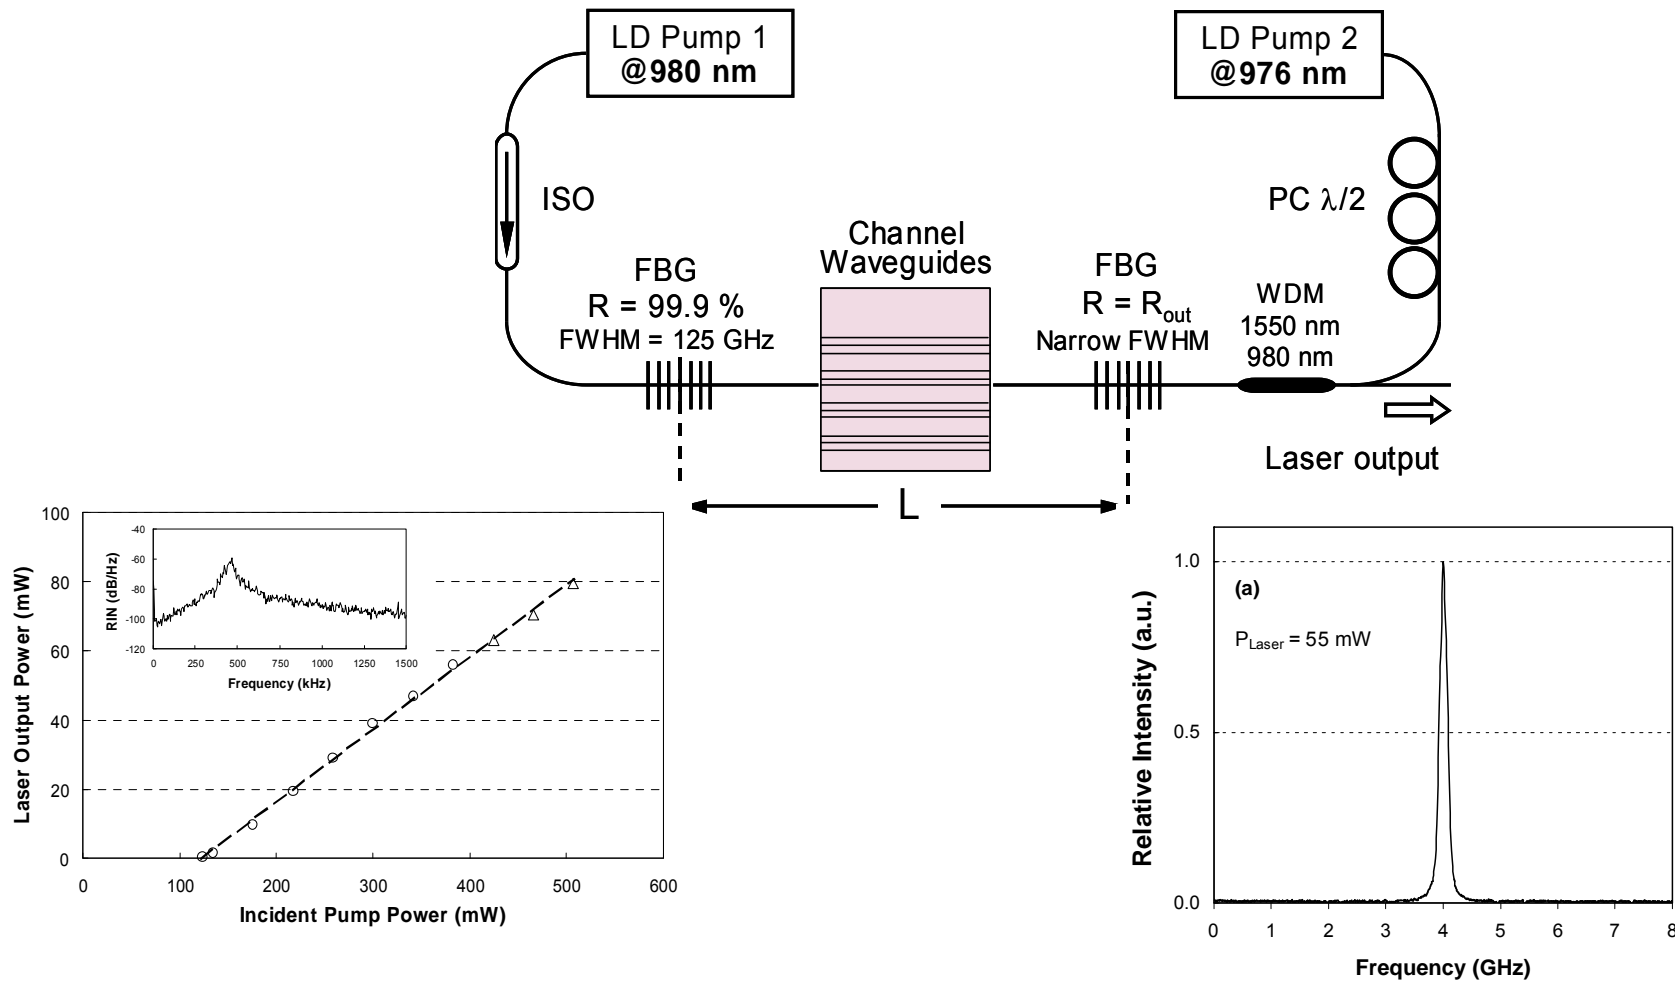 LD Pump 1
@980 nm
LD Pump 2
@976 nm
ISO
PC λ/2
Channel
Waveguides
FBG
R = 99.9 %
FWHM = 125 GHz
FBG
R = Rout
Narrow FWHM
WDM
1550 nm
980 nm
Laser output
L
Laser Output Power (mW)
100
80
60
40
20
0
0 100 200 300 400 500 600
Incident Pump Power (mW)
RIN (dB/Hz)
-40
-60
-80
-100
-120
0 250 500 750 1000 1250 1500
Frequency (kHz)
Relative Intensity (a.u.)
1.0
0.5
0.0
(a)
PLaser = 55 mW
0 1 2 3 4 5 6 7 8
Frequency (GHz)